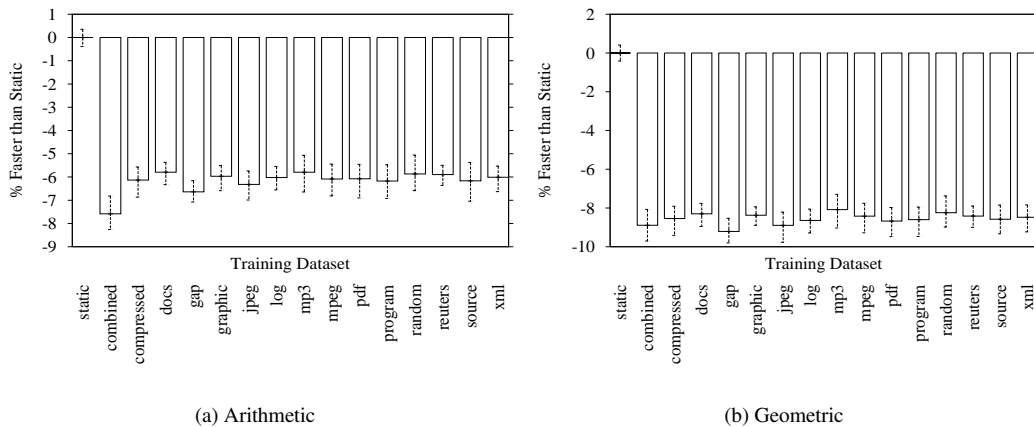 1
0
-1
-2
-3
-4
-5
-6
-7
-8
-9
% Faster than Static
Training Dataset
static
combined
compressed
docs
gap
graphic
jpeg
log
mp3
mpeg
pdf
program
random
reuters
source
xml
(a) Arithmetic
2
0
-2
-4
-6
-8
-10
% Faster than Static
Training Dataset
static
combined
compressed
docs
gap
graphic
jpeg
log
mp3
mpeg
pdf
program
random
reuters
source
xml
(b) Geometric